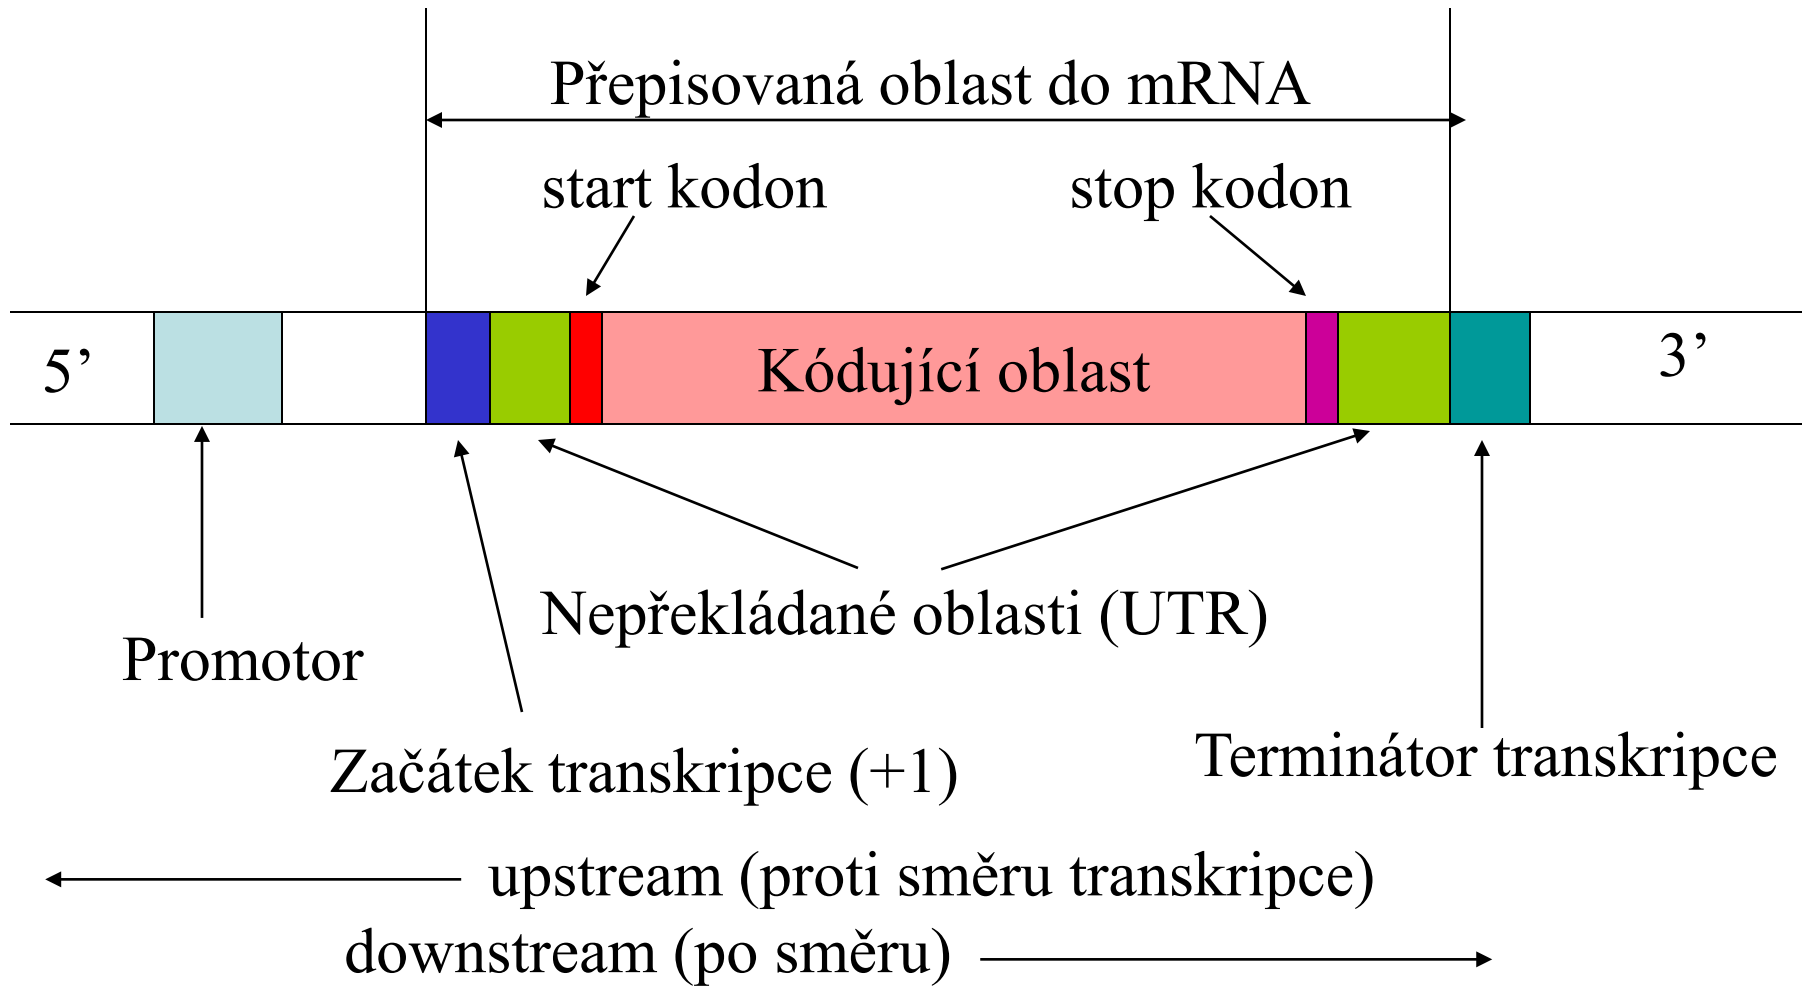 Přepisovaná oblast do mRNA
start kodon
stop kodon
5’
Kódující oblast
3’
Nepřekládané oblasti (UTR)
Promotor
Začátek transkripce (+1)
Terminátor transkripce
upstream (proti směru transkripce)
downstream (po směru)